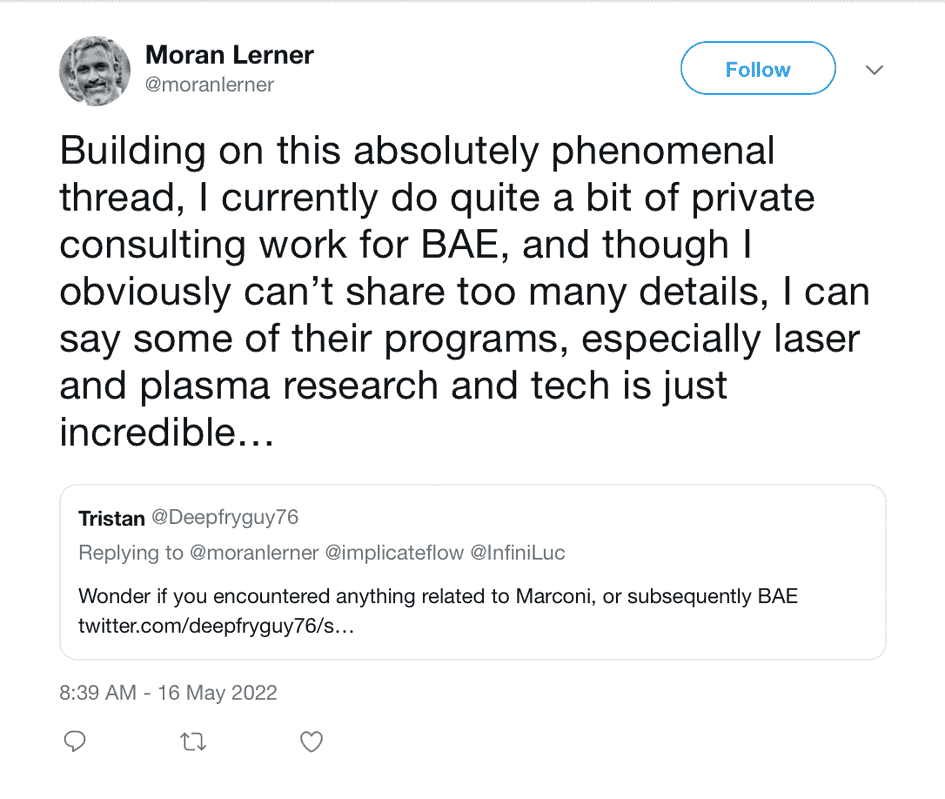 Moran Lerner
@moranlerner
Follow
Building on this absolutely phenomenal
thread, I currently do quite a bit of private
consulting work for BAE, and though I
obviously can’t share too many details, I can
say some of their programs, especially laser
and plasma research and tech is just
incredible…
Tristan @Deepfryguy76
Replying to @moranlerner @implicateflow @InfiniLuc
Wonder if you encountered anything related to Marconi, or subsequently BAE
twitter.com/deepfryguy76/s…
8:39 AM - 16 May 2022